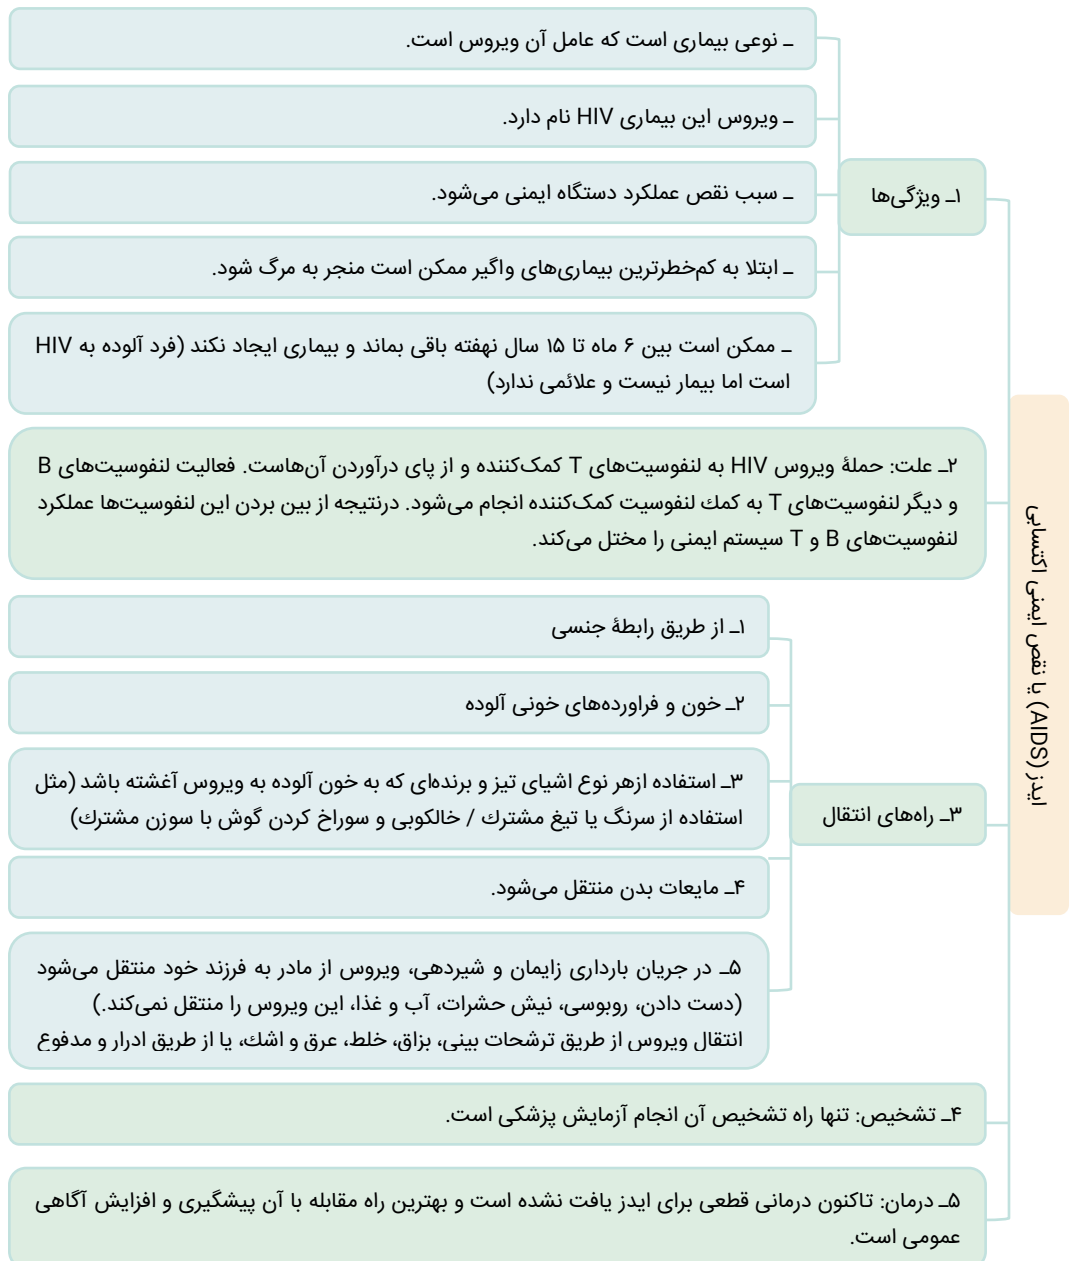 ایدز (AIDS) یا نقص ایمنی اکتسابی
۱ـ ویژگی‌ها
ـ نوعی بیماری است که عامل آن ویروس است.
ـ ویروس این بیماری HIV نام دارد.
ـ سبب نقص عملکرد دستگاه ایمنی می‌شود.
ـ ابتلا به کم‌خطرترین بیماری‌های واگیر ممکن است منجر به مرگ شود.
ـ ممکن است بین ۶ ماه تا ۱۵ سال نهفته باقی بماند و بیماری ایجاد نکند (فرد آلوده به HIV
است اما بیمار نیست و علائمی ندارد)
۲ـ علت: حملهٔ ویروس HIV به لنفوسیت‌های T کمک‌کننده و از پای درآوردن آن‌هاست. فعالیت لنفوسیت‌های B
و دیگر لنفوسیت‌های T به کمك لنفوسیت کمک‌کننده انجام می‌شود. درنتیجه از بین بردن این لنفوسیت‌ها عملکرد
لنفوسیت‌های B و T سیستم ایمنی را مختل می‌کند.
۳ـ راه‌های انتقال
۱ـ از طریق رابطهٔ جنسی
۲ـ خون و فراورده‌های خونی آلوده
۳ـ استفاده ازهر نوع اشیای تیز و برنده‌ای که به خون آلوده به ویروس آغشته باشد (مثل
استفاده از سرنگ یا تیغ مشترك / خالکوبی و سوراخ کردن گوش با سوزن مشترك)
۴ـ مایعات بدن منتقل می‌شود.
۵ـ در جریان بارداری زایمان و شیردهی، ویروس از مادر به فرزند خود منتقل می‌شود
(دست دادن، روبوسی، نیش حشرات، آب و غذا، این ویروس را منتقل نمی‌کند.)
انتقال ویروس از طریق ترشحات بینی، بزاق، خلط، عرق و اشك، یا از طریق ادرار و مدفوع
۴ـ تشخیص: تنها راه تشخیص آن انجام آزمایش پزشکی است.
۵ـ درمان: تاکنون درمانی قطعی برای ایدز یافت نشده است و بهترین راه مقابله با آن پیشگیری و افزایش آگاهی
عمومی است.